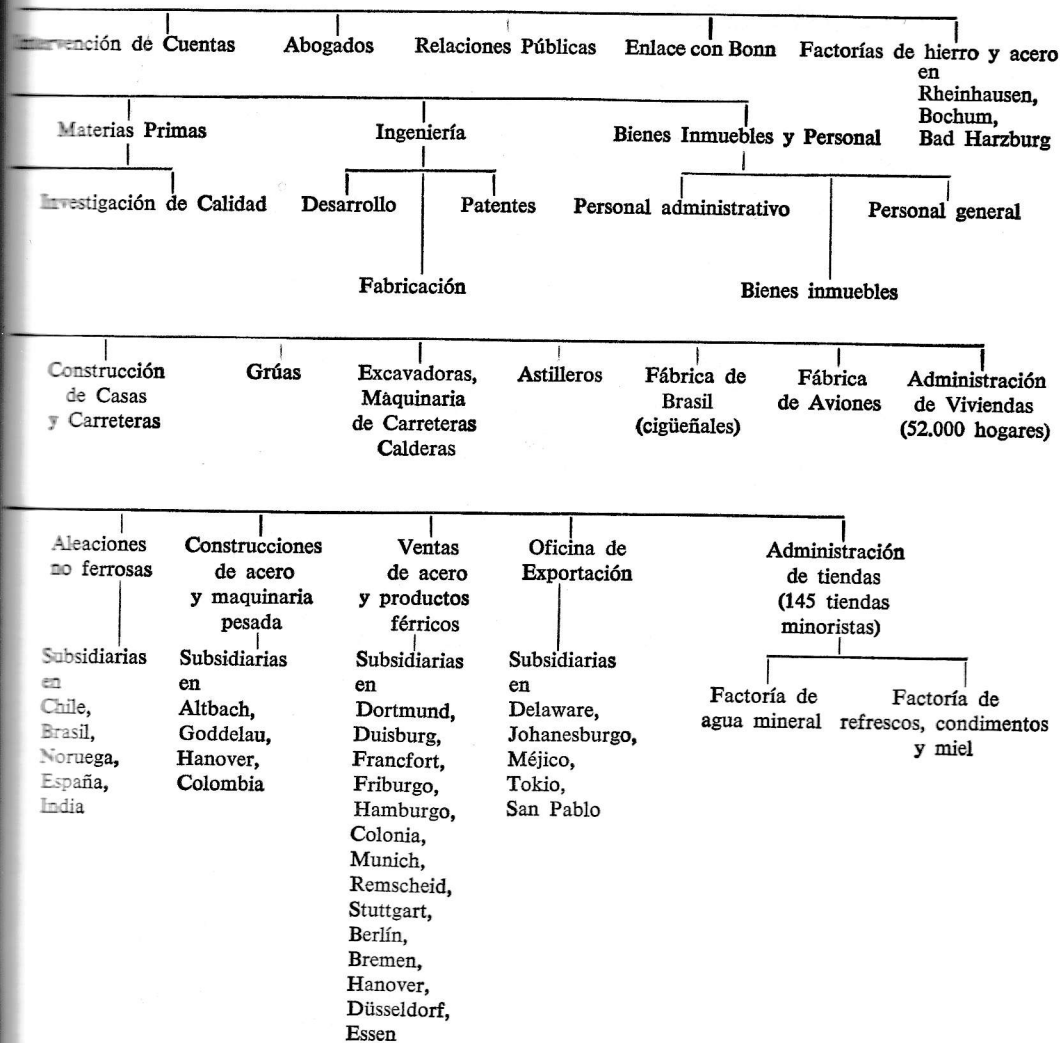 Intervención de Cuentas
Abogados
Relaciones Públicas
Enlace con Bonn
Factorías de hierro y acero
en
Rheinhausen,
Bochum,
Bad Harzburg
Materias Primas
Ingeniería
Bienes Inmuebles y Personal
Investigación de Calidad
Desarrollo
Patentes
Personal administrativo
Personal general
Fabricación
Bienes inmuebles
Construcción
de Casas
y Carreteras
Grúas
Excavadoras,
Máquinaria
de Carreteras
Calderas
Astilleros
Fábrica de
Brasil
(cigüeñales)
Fábrica
de Aviones
Administración
de Viviendas
(52.000 hogares)
Aleaciones
no ferrosas
Subsidiarias
en
Chile,
Brasil,
Noruega,
España,
India
Construcciones
de acero
y maquinaria
pesada
Subsidiarias
en
Altbach,
Goddelau,
Hanover,
Colombia
Ventas
de acero
y productos
férricos
Subsidiarias
en
Dortmund,
Duisburg,
Francfort,
Friburgo,
Hamburgo,
Colonia,
Munich,
Remscheid,
Stuttgart,
Berlín,
Bremen,
Hanover,
Düsseldorf,
Essen
Oficina de
Exportación
Subsidiarias
en
Delaware,
Johanesburgo,
Méjico,
Tokio,
San Pablo
Administración
de tiendas
(145 tiendas
minoristas)
Factoría de
agua mineral
Factoría de
refrescos, condimentos
y miel